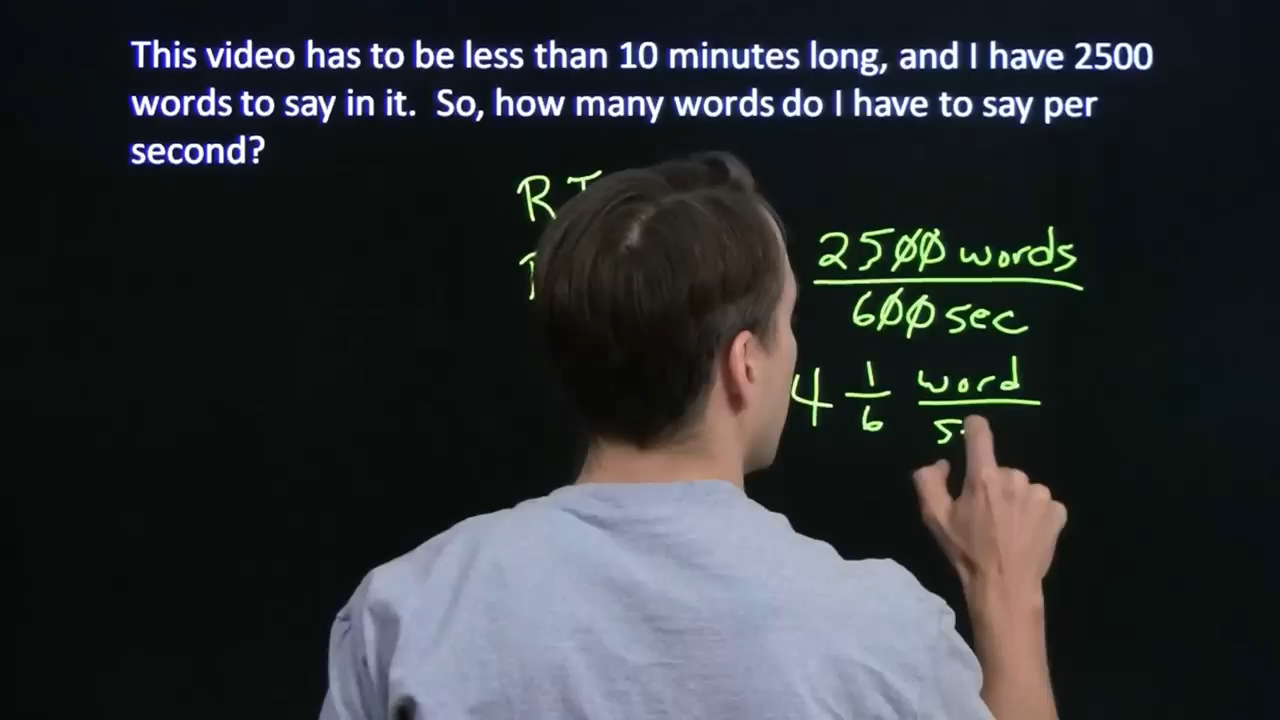 This video has to be less than 10 minutes long, and I have 2500
words to say in it. So, how many words do I have to say per
second?
R T
2500 words
600 sec
4 1/6 word